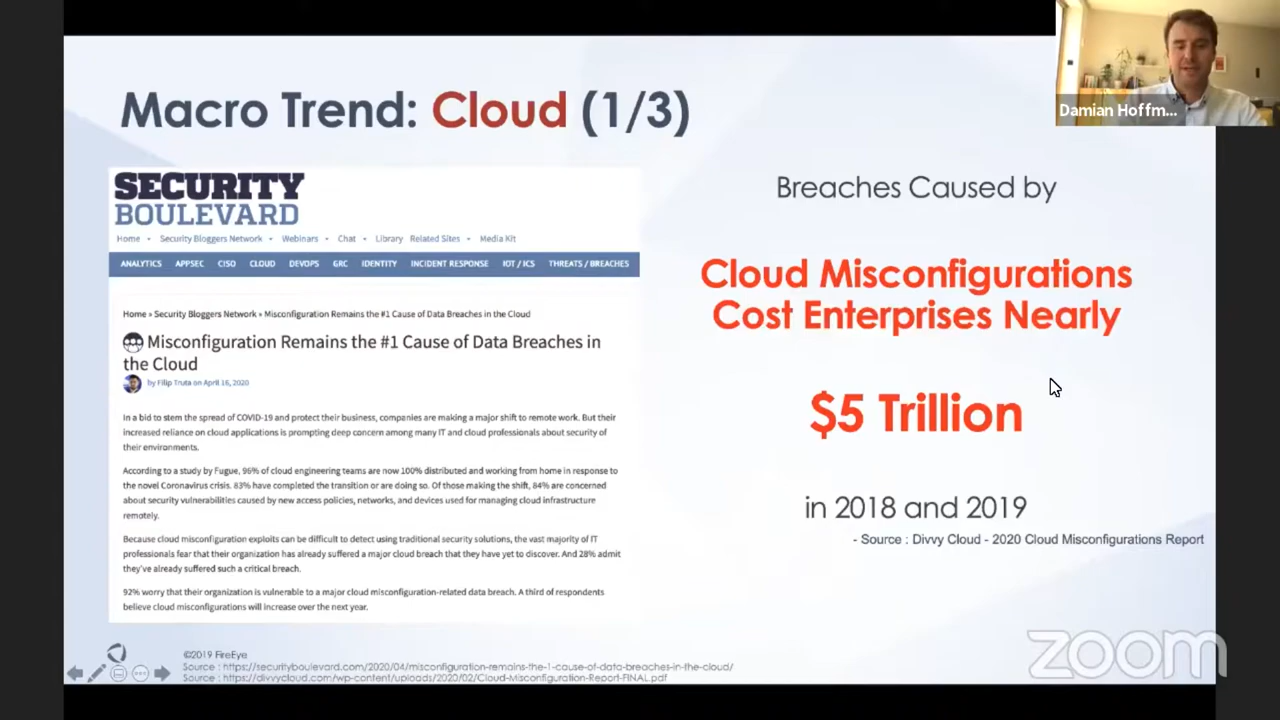 Macro Trend: Cloud (1/3)
Damian Hoffm...
SECURITY
BOULEVARD
Home Security Bloggers Network Webinars Chat Library Related Sites Media Kit
ANALYTICS APPSEC CISO CLOUD DEVOPS GRC IDENTITY INCIDENT RESPONSE IOT / ICS THREATS / BREACHES
Home » Security Bloggers Network » Misconfiguration Remains the #1 Cause of Data Breaches in the Cloud
Misconfiguration Remains the #1 Cause of Data Breaches in
the Cloud
by Filip Truta on April 16, 2020
In a bid to stem the spread of COVID-19 and protect their business, companies are making a major shift to remote work. But their
increased reliance on cloud applications is prompting deep concern among many IT and cloud professionals about security of
their environments.
According to a study by Fugue, 96% of cloud engineering teams are now 100% distributed and working from home in response to
the novel Coronavirus crisis. 83% have completed the transition or are doing so. Of those making the shift, 84% are concerned
about security vulnerabilities caused by new access policies, networks, and devices used for managing cloud infrastructure
remotely.
Because cloud misconfiguration exploits can be difficult to detect using traditional security solutions, the vast majority of IT
professionals fear that their organization has already suffered a major cloud breach that they have yet to discover. And 28% admit
they've already suffered such a critical breach.
92% worry that their organization is vulnerable to a major cloud misconfiguration-related data breach. A third of respondents
believe cloud misconfigurations will increase over the next year.
Breaches Caused by
Cloud Misconfigurations
Cost Enterprises Nearly
$5 Trillion
in 2018 and 2019
- Source : Divvy Cloud - 2020 Cloud Misconfigurations Report
©2019 FireEye
Source : https://securityboulevard.com/2020/04/misconfiguration-remains-the-1-cause-of-data-breaches-in-the-cloud/
Source : https://divvycloud.com/wp-content/uploads/2020/02/Cloud-Misconfiguration-Report-FINAL.pdf
zoom